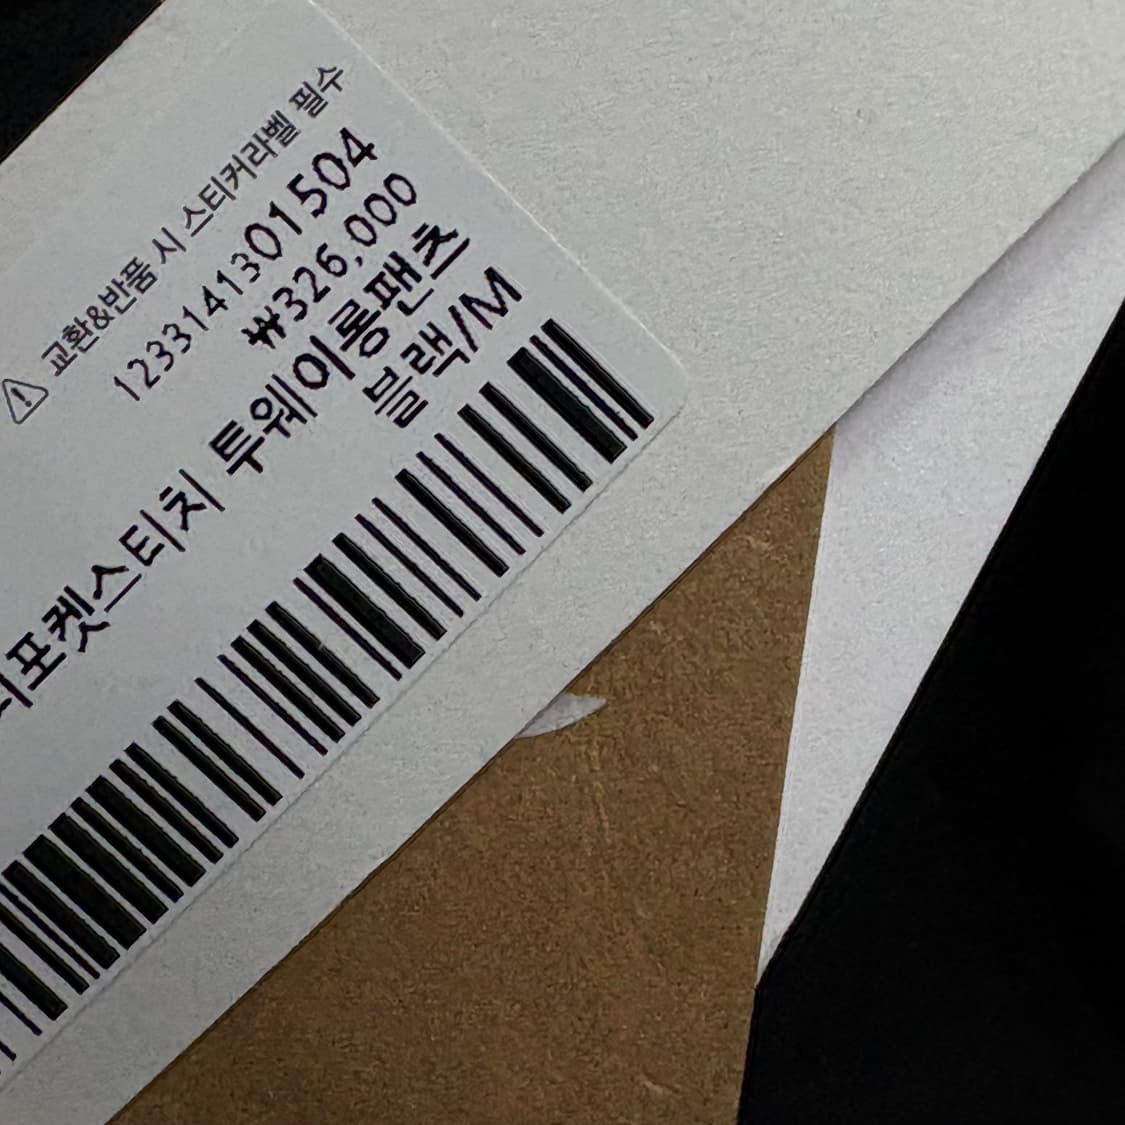 교환&반품 시 스티커라벨 필수
1233141301504
₩326,000
포켓스티치 투웨이롱팬츠
블랙/M